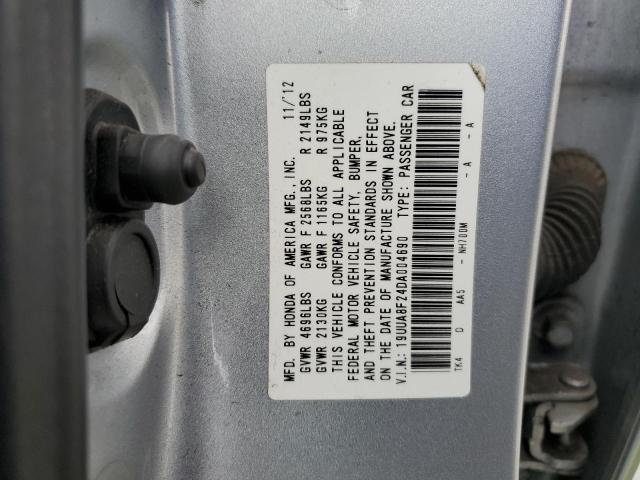 MFD. BY HONDA OF AMERICA MFG., INC. 11/'12
GVWR 4696LBS GAWR F 2568LBS R 2149LBS
GVWR 2130KG GAWR F 1165KG R 975KG
THIS VEHICLE CONFORMS TO ALL APPLICABLE
FEDERAL MOTOR VEHICLE SAFETY, BUMPER,
AND THEFT PREVENTION STANDARDS IN EFFECT
ON THE DATE OF MANUFACTURE SHOWN ABOVE.
V.I.N.: 19UUA8F24DA004690 TYPE: PASSENGER CAR
TK4 D AA5 - NH700M - A - A